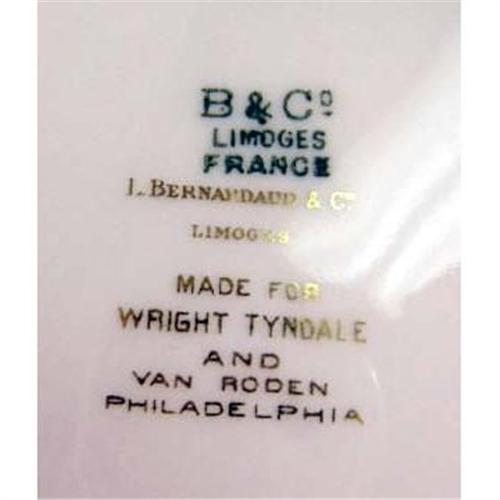 B & Cº
LIMOGES
FRANCE
L. BERNARDAUD & Cº
LIMOGES
MADE FOR
WRIGHT TYNDALE
AND
VAN RODEN
PHILADELPHIA